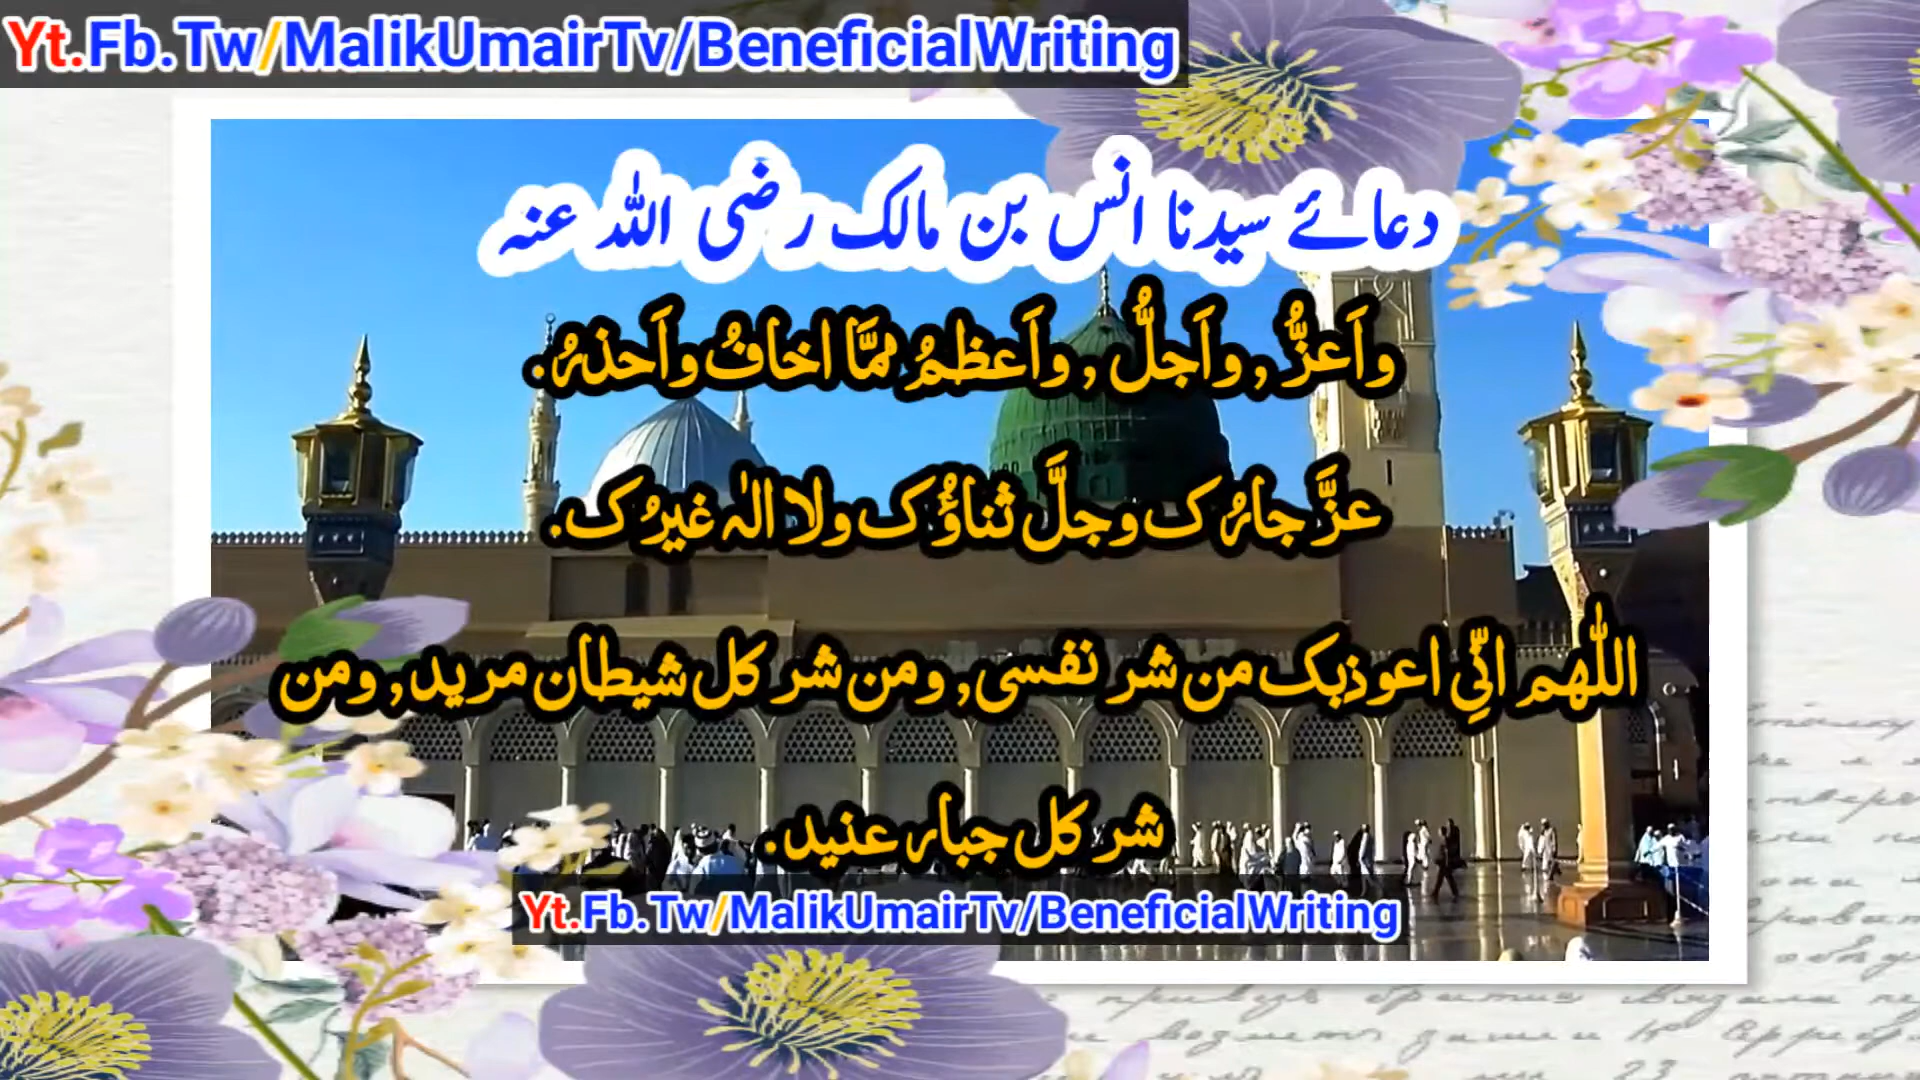 Yt.Fb.Tw/MalikUmairTv/BeneficialWriting
دعائے سیدنا انس بن مالک رضی اللہ عنہ
واَعزُّ , واَجلُّ , واَعظمُ ممَّا اخافُ واَحذرُ.
عزَّ جارُک وجلَّ ثناؤُک ولا الٰہ غیرُک.
اللّٰھم انِّی اعوذبک من شر نفسی, ومن شر کل شیطان مرید, ومن
شر کل جبار عنید.
Yt.Fb.Tw/MalikUmairTv/BeneficialWriting